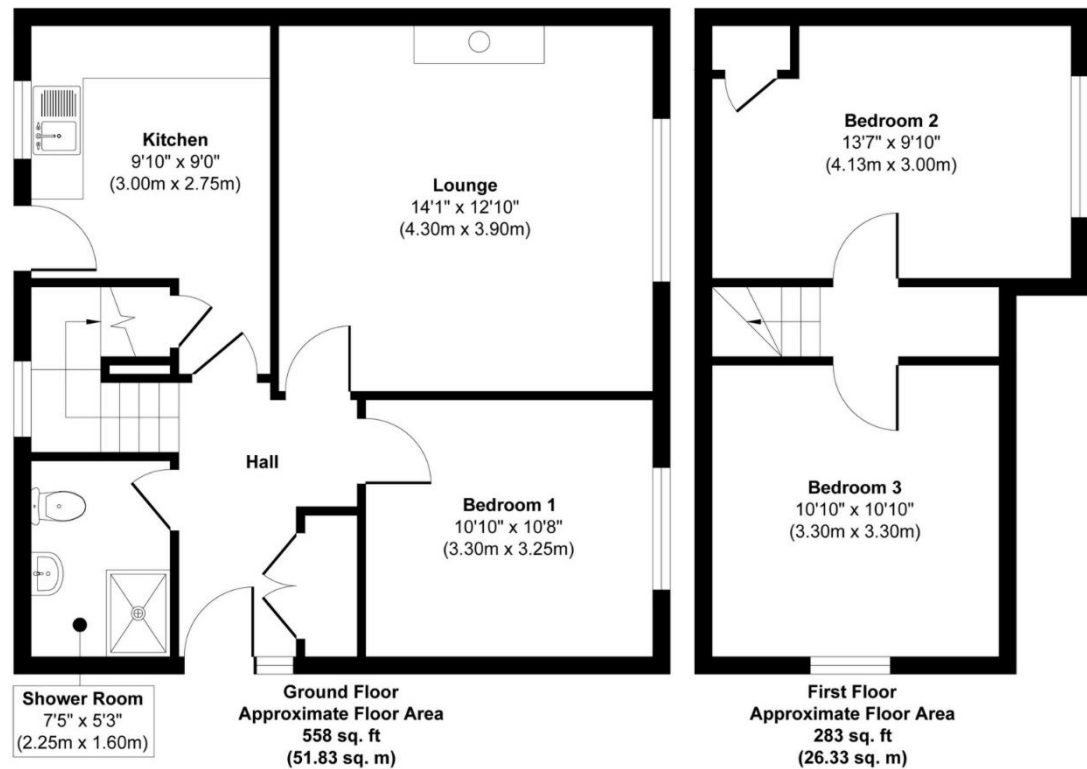 Kitchen
9'10" x 9'0"
(3.00m x 2.75m)
Lounge
14'1" x 12'10"
(4.30m x 3.90m)
Hall
Bedroom 1
10'10" x 10'8"
(3.30m x 3.25m)
Shower Room
7'5" x 5'3"
(2.25m x 1.60m)
Ground Floor
Approximate Floor Area
558 sq. ft
(51.83 sq. m)
Bedroom 2
13'7" x 9'10"
(4.13m x 3.00m)
Bedroom 3
10'10" x 10'10"
(3.30m x 3.30m)
First Floor
Approximate Floor Area
283 sq. ft
(26.33 sq. m)